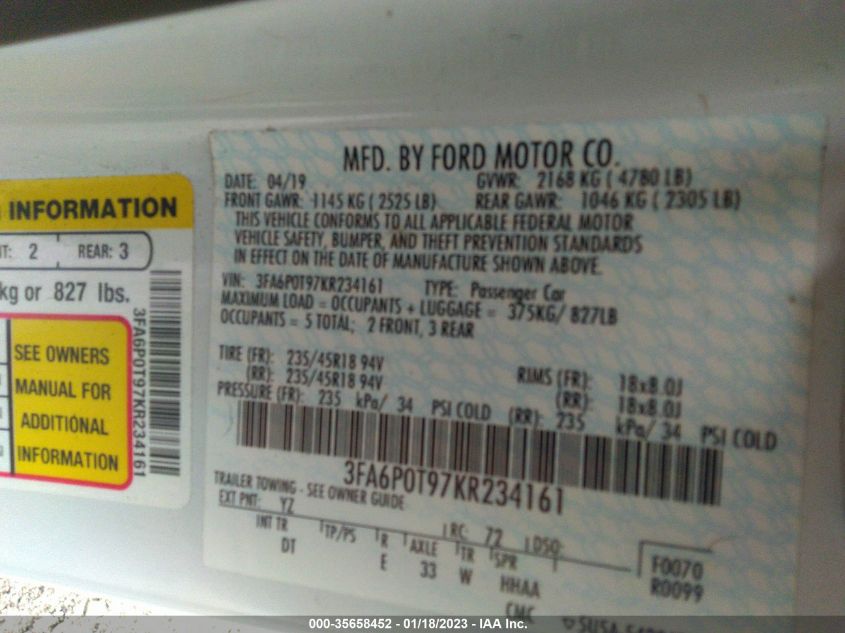 INFORMATION
2 REAR: 3
kg or 827 lbs.
SEE OWNERS
MANUAL FOR
ADDITIONAL
INFORMATION
3FA6P0T97KR234161
MFD. BY FORD MOTOR CO.
DATE: 04/19 GVWR: 2168 KG ( 4780 LB)
FRONT GAWR: 1145 KG ( 2525 LB) REAR GAWR: 1046 KG ( 2305 LB)
THIS VEHICLE CONFORMS TO ALL APPLICABLE FEDERAL MOTOR
VEHICLE SAFETY, BUMPER, AND THEFT PREVENTION STANDARDS
IN EFFECT ON THE DATE OF MANUFACTURE SHOWN ABOVE.
VIN: 3FA6P0T97KR234161 TYPE: Passenger Car
MAXIMUM LOAD = OCCUPANTS + LUGGAGE = 375KG/ 827LB
OCCUPANTS = 5 TOTAL; 2 FRONT, 3 REAR
TIRE (FR): 235/45R18 94V RIMS (FR): 18x8.0J
(RR): 235/45R18 94V (RR): 18x8.0J
PRESSURE (FR): 235 kPa/ 34 PSI COLD (RR): 235 kPa/ 34 PSI COLD
3FA6P0T97KR234161
TRAILER TOWING - SEE OWNER GUIDE
EXT PNT: YZ RC: 72 DSO:
INT TR TP/PS R AXLE TR SPR F0070
DT E 33 W HHAA R0099
CMC
000-35658452 - 01/18/2023 - IAA Inc.